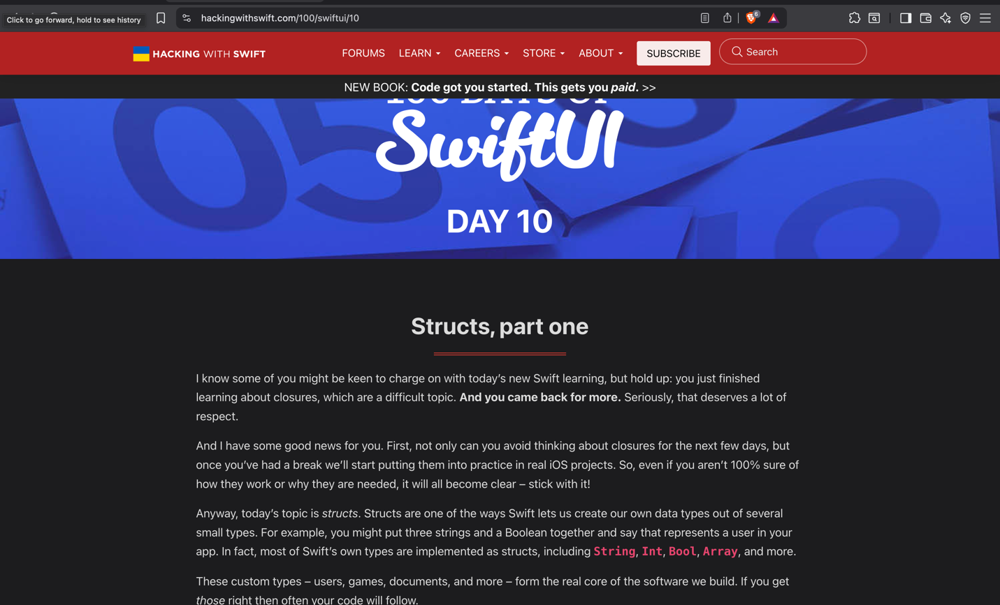 Click to go forward, hold to see history
hackingwithswift.com/100/swiftui/10
6
HACKING WITH SWIFT
FORUMS
LEARN
CAREERS
STORE
ABOUT
SUBSCRIBE
Search
NEW BOOK: Code got you started. This gets you paid. >>
05
100 DAYS OF
SwiftUI
DAY 10
Structs, part one
I know some of you might be keen to charge on with today’s new Swift learning, but hold up: you just finished
learning about closures, which are a difficult topic. And you came back for more. Seriously, that deserves a lot of
respect.
And I have some good news for you. First, not only can you avoid thinking about closures for the next few days, but
once you’ve had a break we’ll start putting them into practice in real iOS projects. So, even if you aren’t 100% sure of
how they work or why they are needed, it will all become clear – stick with it!
Anyway, today’s topic is structs. Structs are one of the ways Swift lets us create our own data types out of several
small types. For example, you might put three strings and a Boolean together and say that represents a user in your
app. In fact, most of Swift’s own types are implemented as structs, including String, Int, Bool, Array, and more.
These custom types – users, games, documents, and more – form the real core of the software we build. If you get
those right then often your code will follow.